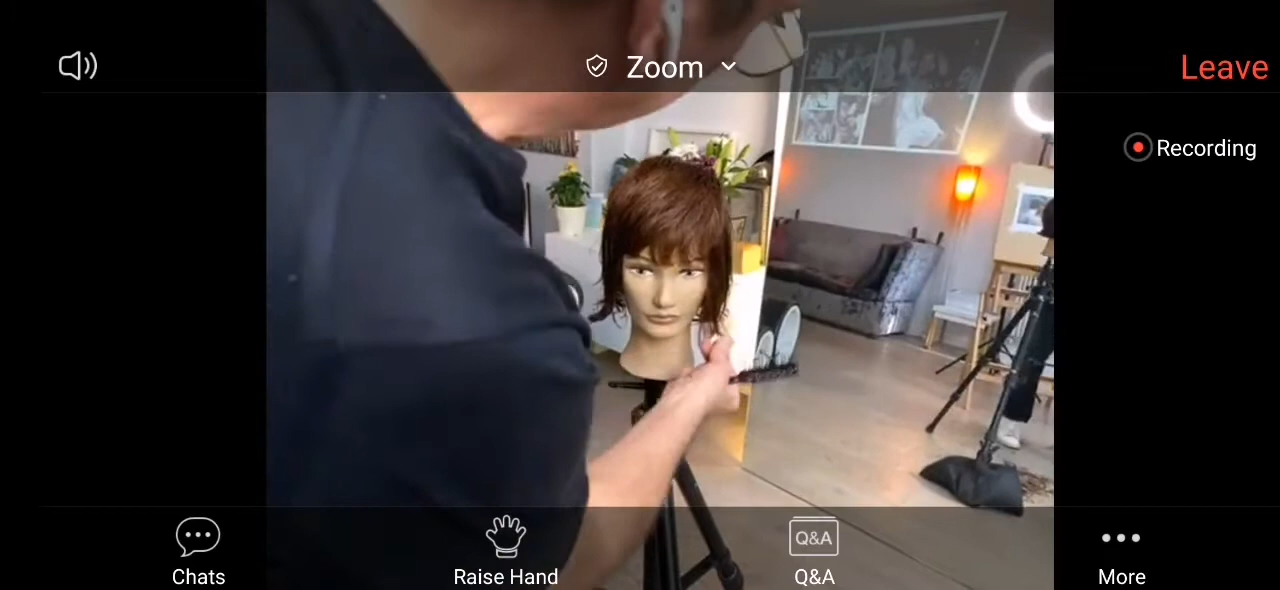 Zoom
Leave
Recording
Q&A
Chats
Raise Hand
Q&A
More